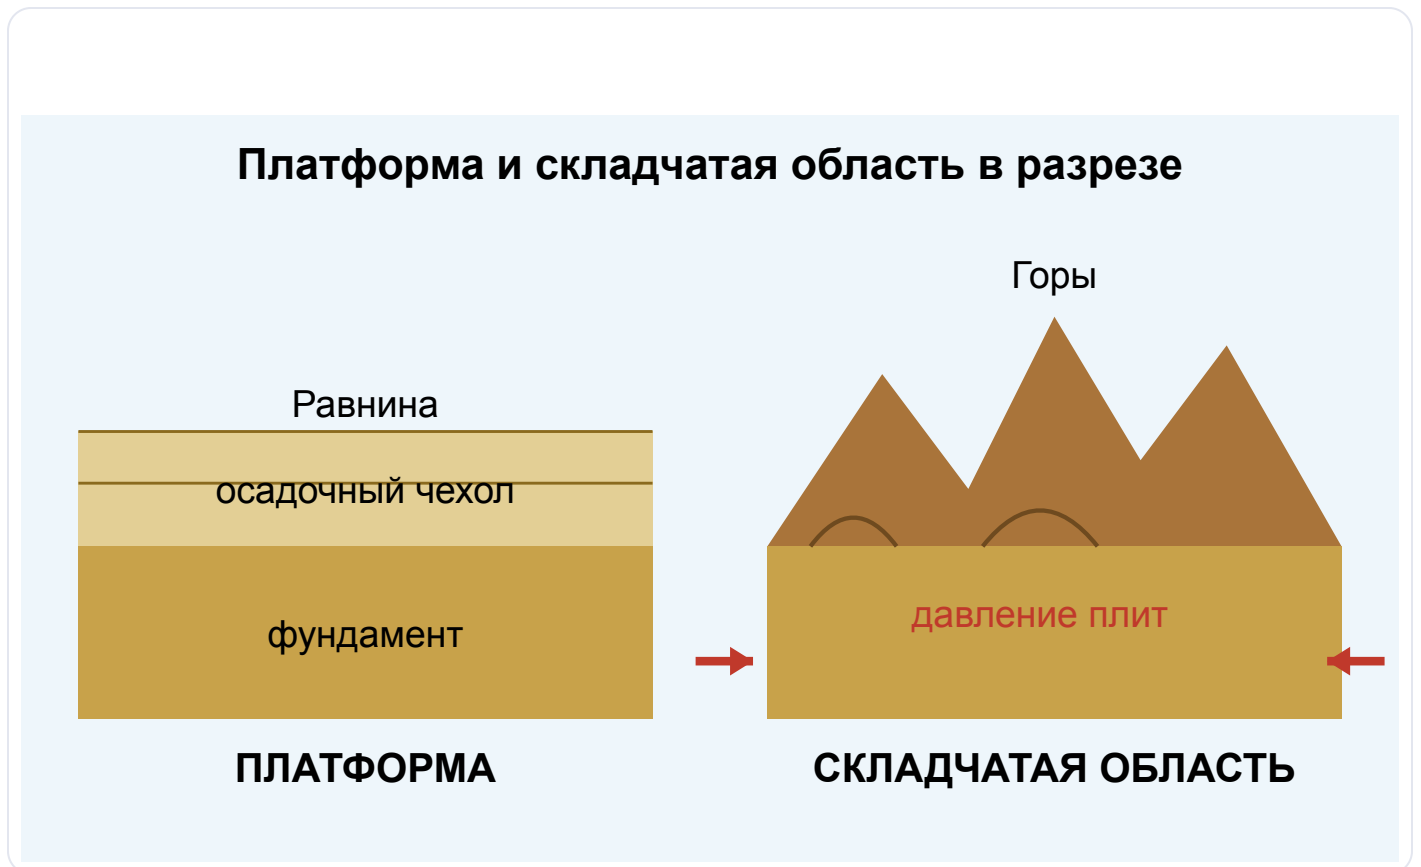 Платформа и складчатая область в разрезе
Горы
Равнина
осадочный чехол
фундамент
давление плит
ПЛАТФОРМА
СКЛАДЧАТАЯ ОБЛАСТЬ